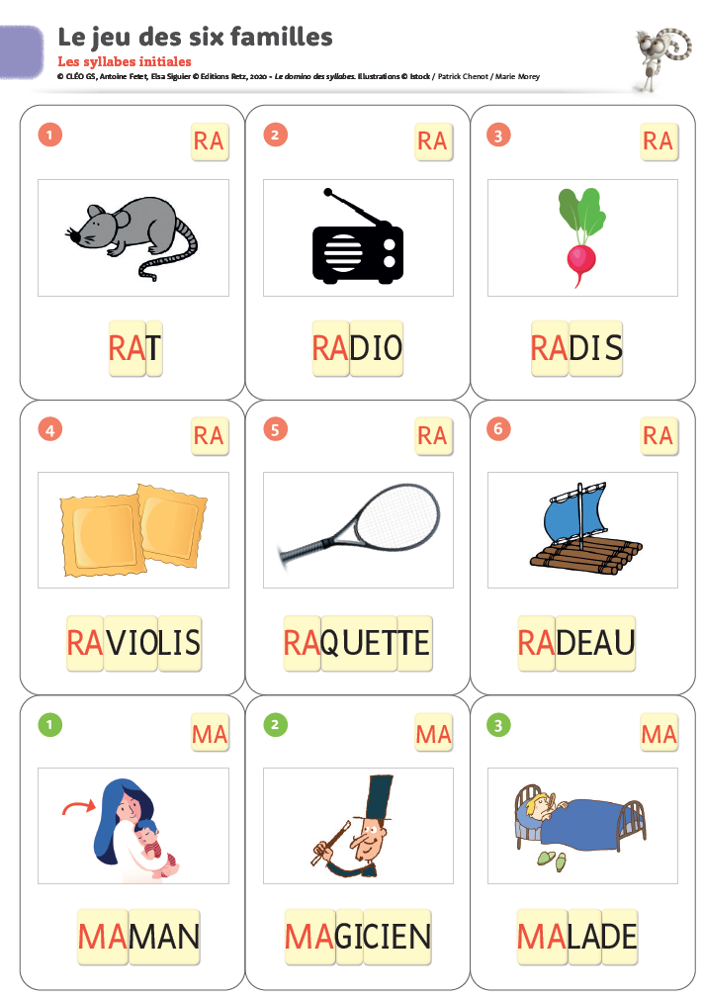 Le jeu des six familles
Les syllabes initiales
© CLÉO GS, Antoine Fetet, Elsa Siguier © Editions Retz, 2020 - Le domino des syllabes. Illustrations © Istock / Patrick Chenot / Marie Morey
1 RA
RAT
2 RA
RADIO
3 RA
RADIS
4 RA
RAVIOLIS
5 RA
RAQUETTE
6 RA
RADEAU
1 MA
MAMAN
2 MA
MAGICIEN
3 MA
MALADE